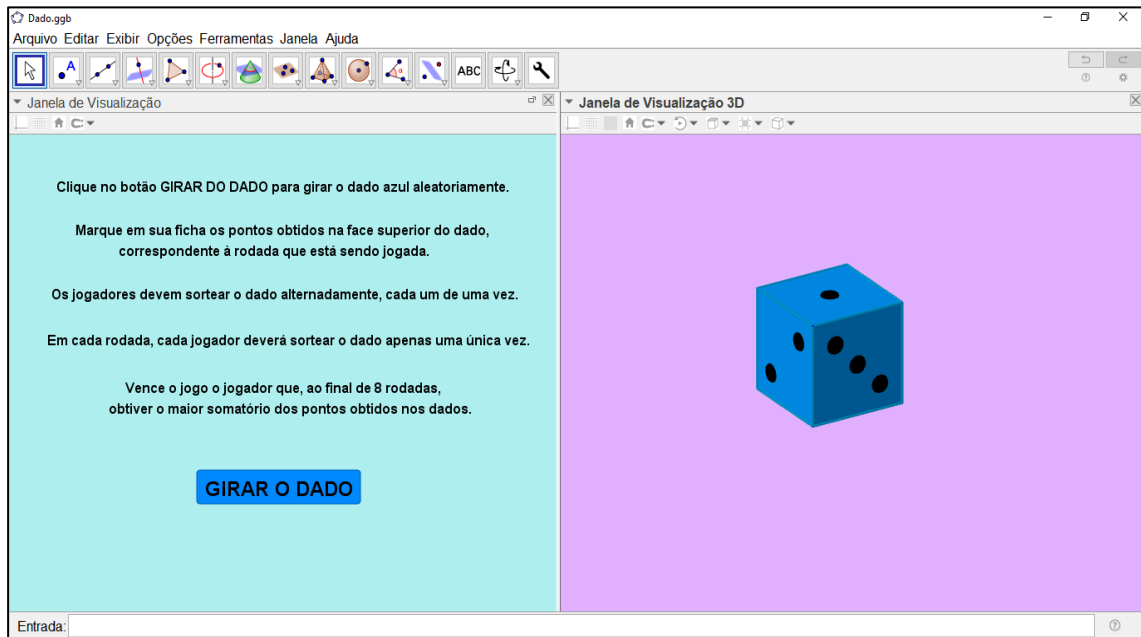 Dado.ggb
Arquivo Editar Exibir Opções Ferramentas Janela Ajuda
A
ABC
Janela de Visualização
Janela de Visualização 3D
Clique no botão GIRAR DO DADO para girar o dado azul aleatoriamente.
Marque em sua ficha os pontos obtidos na face superior do dado,
correspondente à rodada que está sendo jogada.
Os jogadores devem sortear o dado alternadamente, cada um de uma vez.
Em cada rodada, cada jogador deverá sortear o dado apenas uma única vez.
Vence o jogo o jogador que, ao final de 8 rodadas,
obtiver o maior somatório dos pontos obtidos nos dados.
GIRAR O DADO
Entrada: